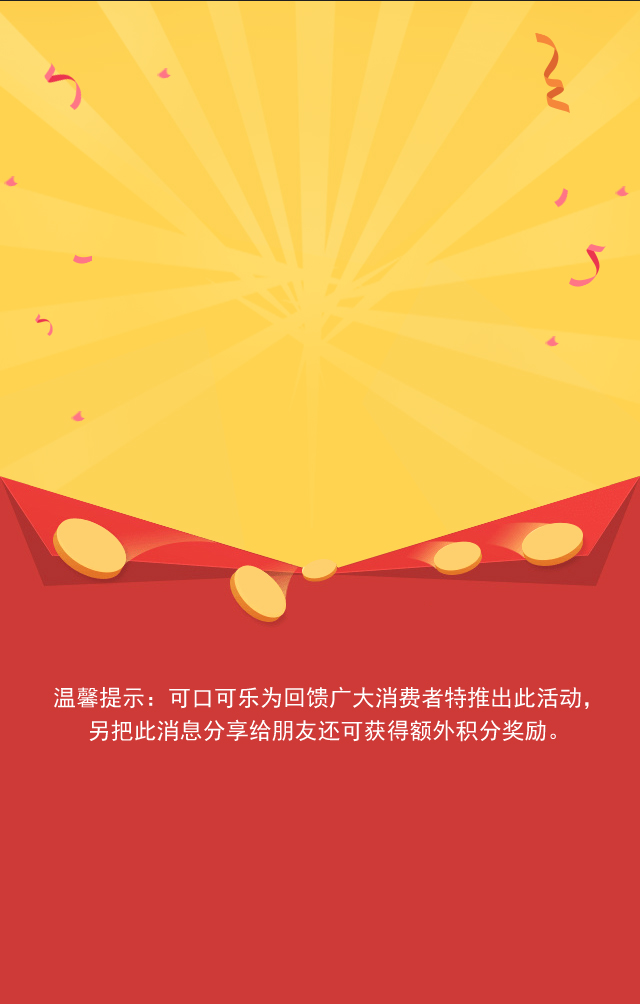 温馨提示：可口可乐为回馈广大消费者特推出此活动，
另把此消息分享给朋友还可获得额外积分奖励。